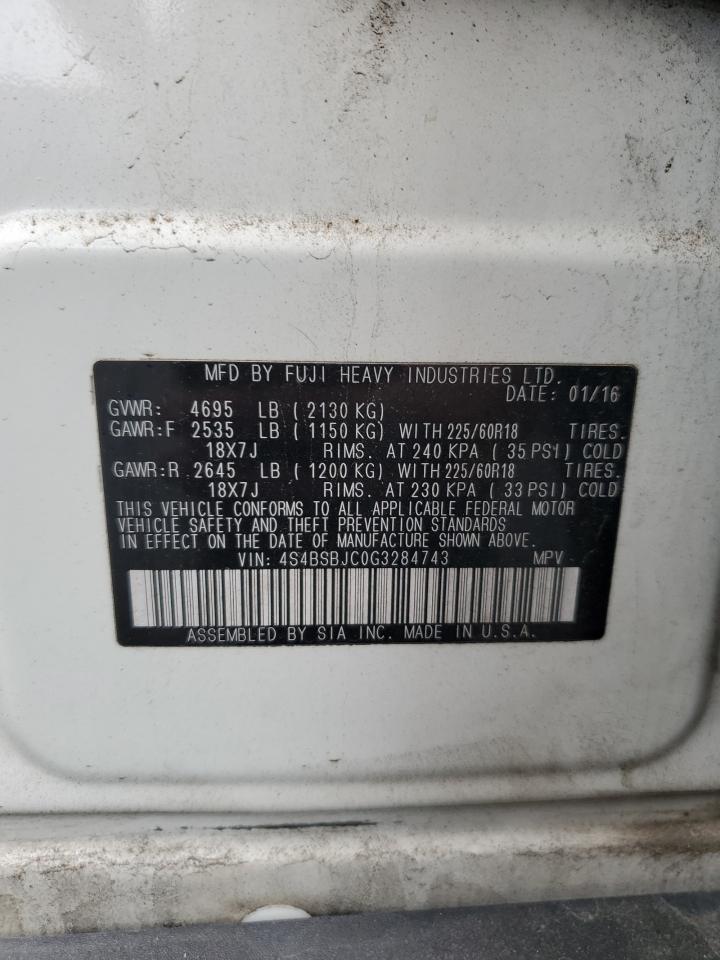 MFD BY FUJI HEAVY INDUSTRIES LTD.
DATE: 01/16
GVWR: 4695 LB ( 2130 KG)
GAWR:F 2535 LB ( 1150 KG) WITH 225/60R18 TIRES.
18X7J RIMS. AT 240 KPA ( 35 PSI) COLD
GAWR:R 2645 LB ( 1200 KG) WITH 225/60R18 TIRES.
18X7J RIMS. AT 230 KPA ( 33 PSI) COLD
THIS VEHICLE CONFORMS TO ALL APPLICABLE FEDERAL MOTOR
VEHICLE SAFETY AND THEFT PREVENTION STANDARDS
IN EFFECT ON THE DATE OF MANUFACTURE SHOWN ABOVE.
VIN: 4S4BSBJC0G3284743 MPV
ASSEMBLED BY SIA INC. MADE IN U.S.A.